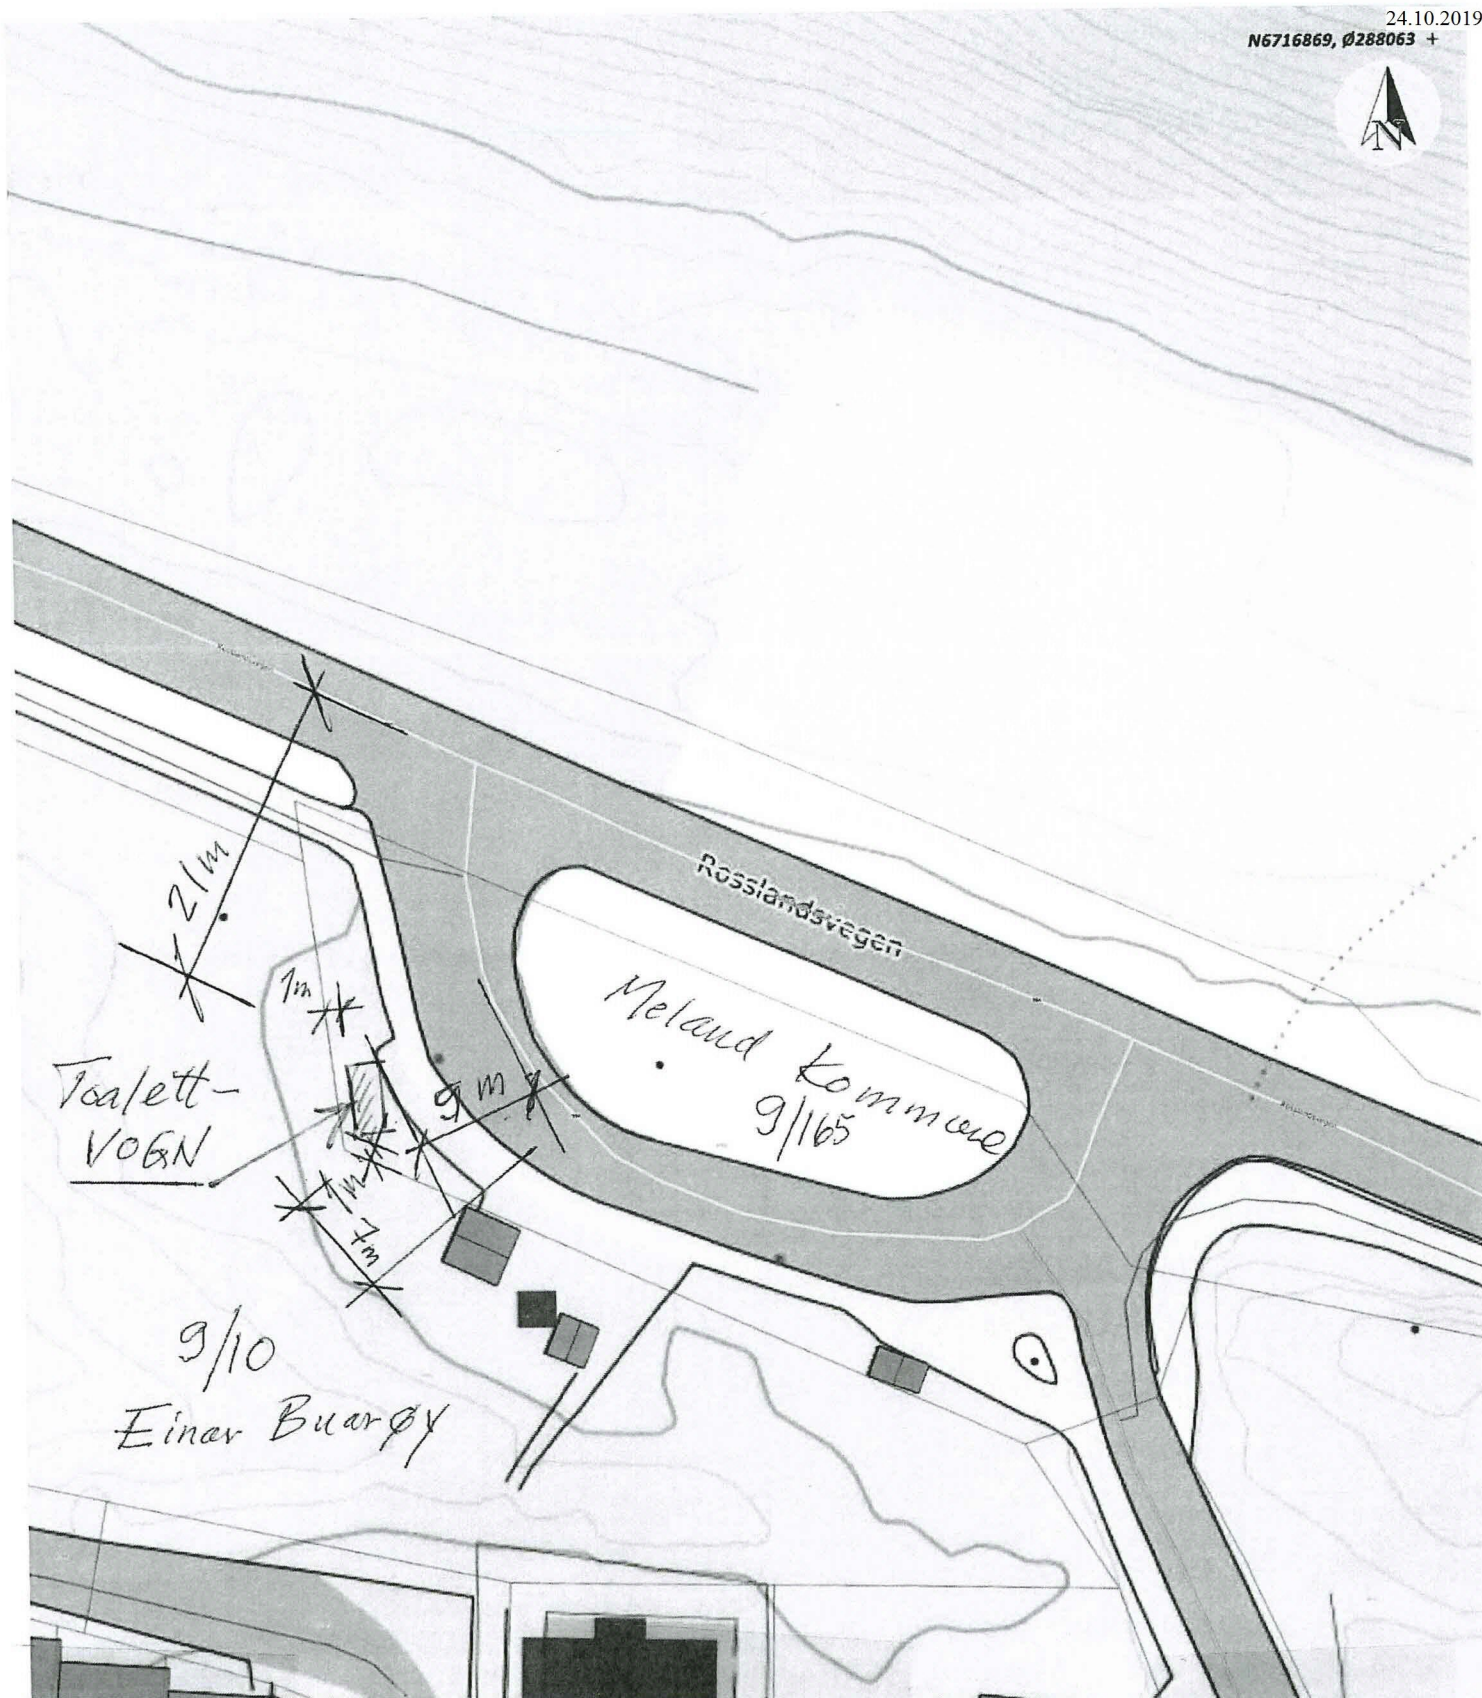 24.10.2019
N6716869, Ø288063 +
N
21m
Rosslandsvegen
1m
Meland Kommune
9/165
Toalett-
VOGN
9 m
1m
7m
9/10
Einar Buarøy